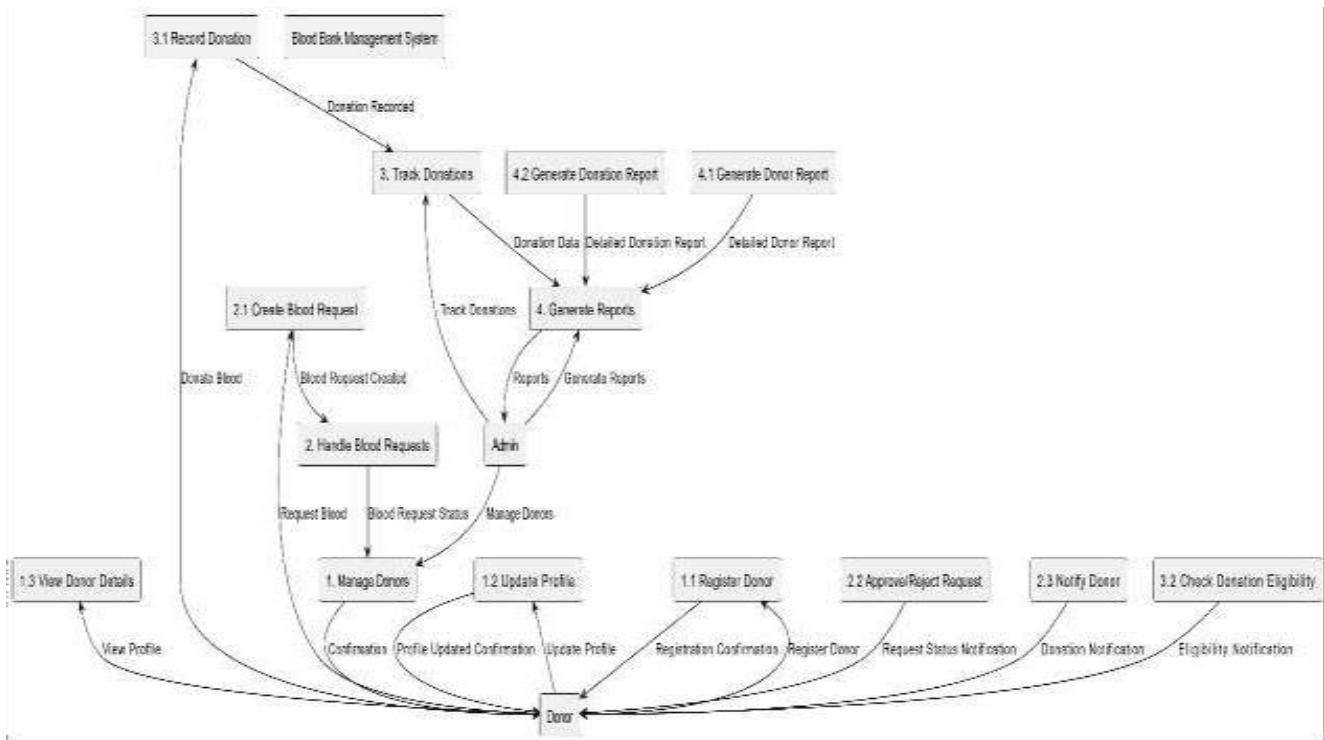 3.1 Record Donation
Blood Bank Management System
Donation Recorded
3. Track Donations
4.2 Generate Donation Report
4.1 Generate Donor Report
Donation Data
Detailed Donation Report
Detailed Donor Report
2.1 Create Blood Request
Track Donations
4. Generate Reports
Donate Blood
Blood Request Created
Reports
Generate Reports
2. Handle Blood Requests
Admin
Request Blood
Blood Request Status
Manage Donors
1.3 View Donor Details
1. Manage Donors
1.2 Update Profile
1.1 Register Donor
2.2 Approve/Reject Request
2.3 Notify Donor
3.2 Check Donation Eligibility
View Profile
Confirmation
Profile Updated Confirmation
Update Profile
Registration Confirmation
Register Donor
Request Status Notification
Donation Notification
Eligibility Notification
Donor